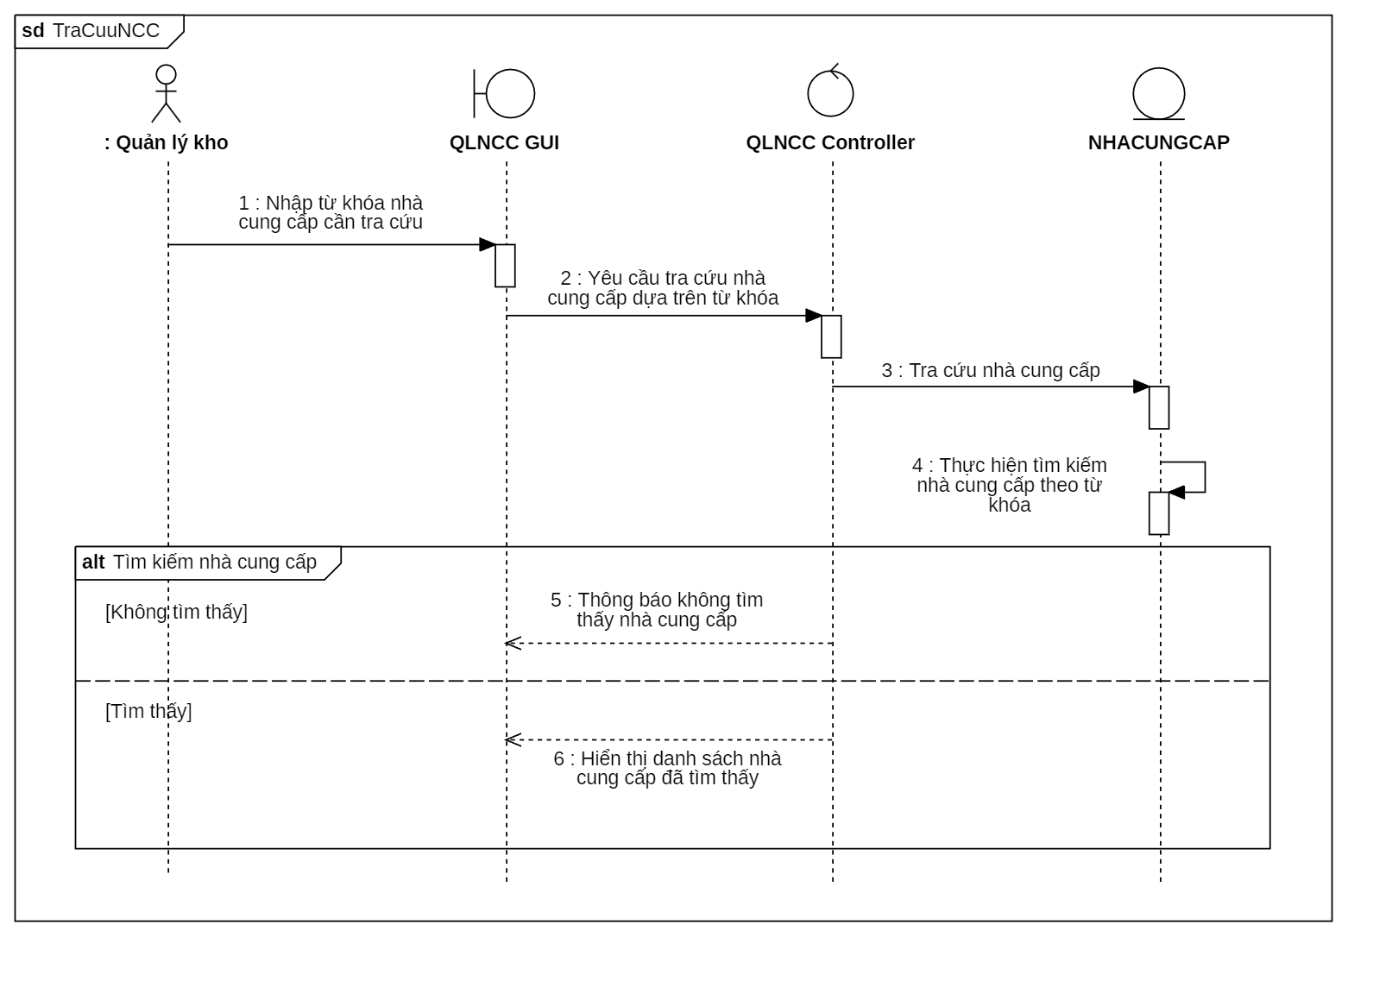 sd TraCuuNCC
: Quản lý kho
QLNCC GUI
QLNCC Controller
NHACUNGCAP
1 : Nhập từ khóa nhà
cung cấp cần tra cứu
2 : Yêu cầu tra cứu nhà
cung cấp dựa trên từ khóa
3 : Tra cứu nhà cung cấp
4 : Thực hiện tìm kiếm
nhà cung cấp theo từ
khóa
alt Tìm kiếm nhà cung cấp
[Không tìm thấy]
5 : Thông báo không tìm
thấy nhà cung cấp
[Tìm thấy]
6 : Hiển thị danh sách nhà
cung cấp đã tìm thấy